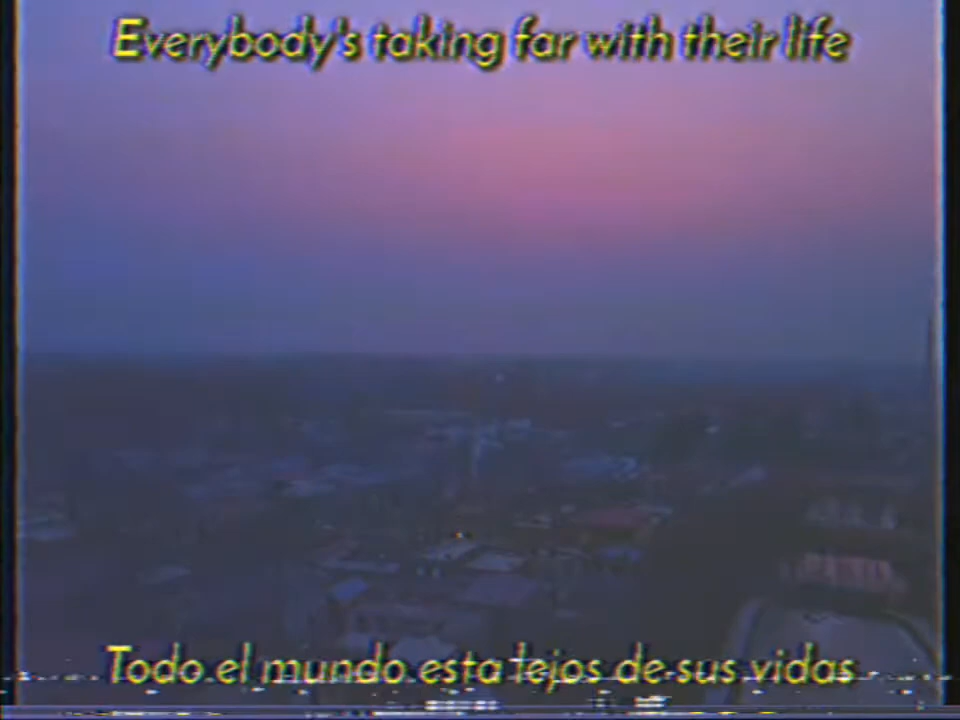 Everybody's taking far with their life
Todo el mundo esta lejos de sus vidas